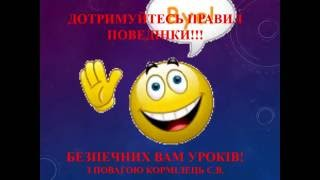 ДОТРИМУЙТЕСЬ ПРАВИЛ
Bye!
ПОВЕДІНКИ!!!
БЕЗПЕЧНИХ ВАМ УРОКІВ!
З ПОВАГОЮ КОРМІЛЕЦЬ С.В.